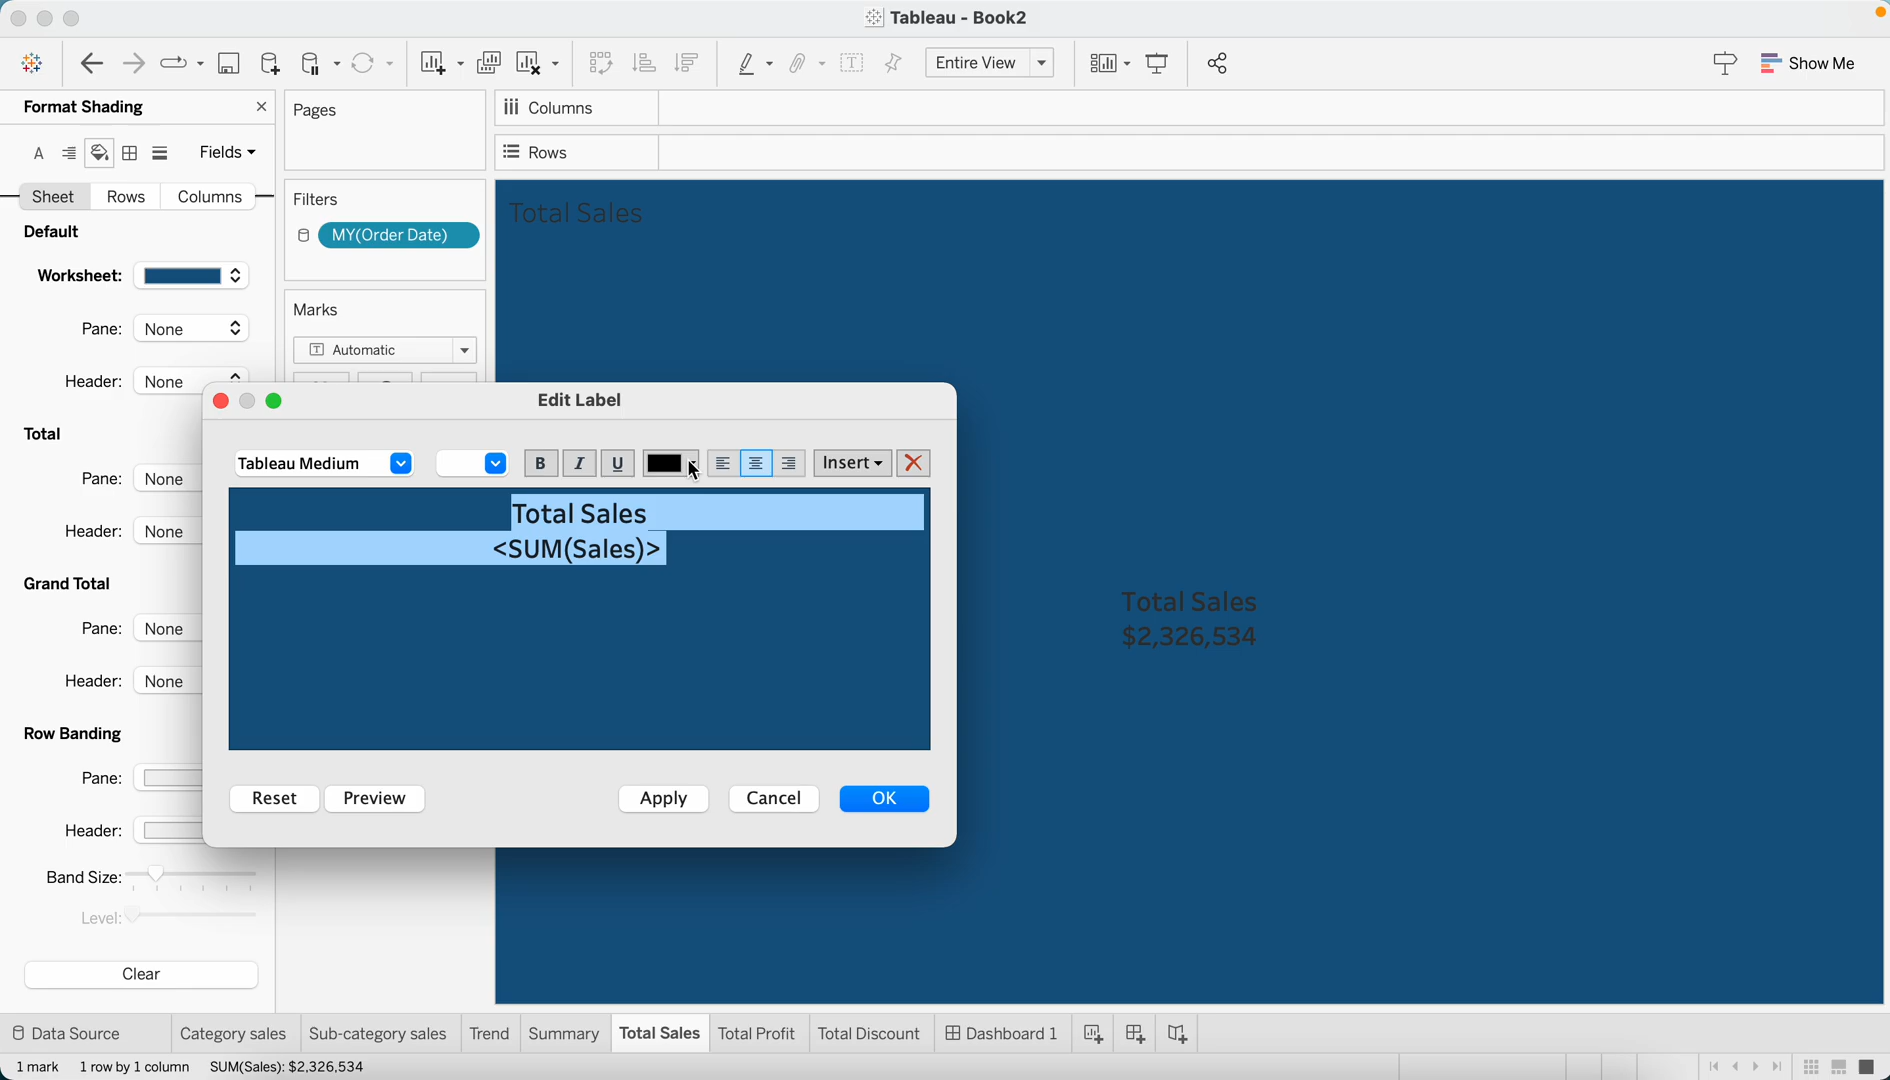 Tableau - Book2
Entire View
Show Me
Format Shading
Fields
Sheet
Rows
Columns
Default
Worksheet:
Pane: None
Header: None
Total
Pane: None
Header: None
Grand Total
Pane: None
Header: None
Row Banding
Pane:
Header:
Band Size:
Level:
Clear
Pages
Filters
MY(Order Date)
Marks
Automatic
Columns
Rows
Total Sales
Total Sales
$2,326,534
Edit Label
Tableau Medium
B I U
Insert
Total Sales
<SUM(Sales)>
Reset
Preview
Apply
Cancel
OK
Data Source
Category sales
Sub-category sales
Trend
Summary
Total Sales
Total Profit
Total Discount
Dashboard 1
1 mark
1 row by 1 column
SUM(Sales): $2,326,534